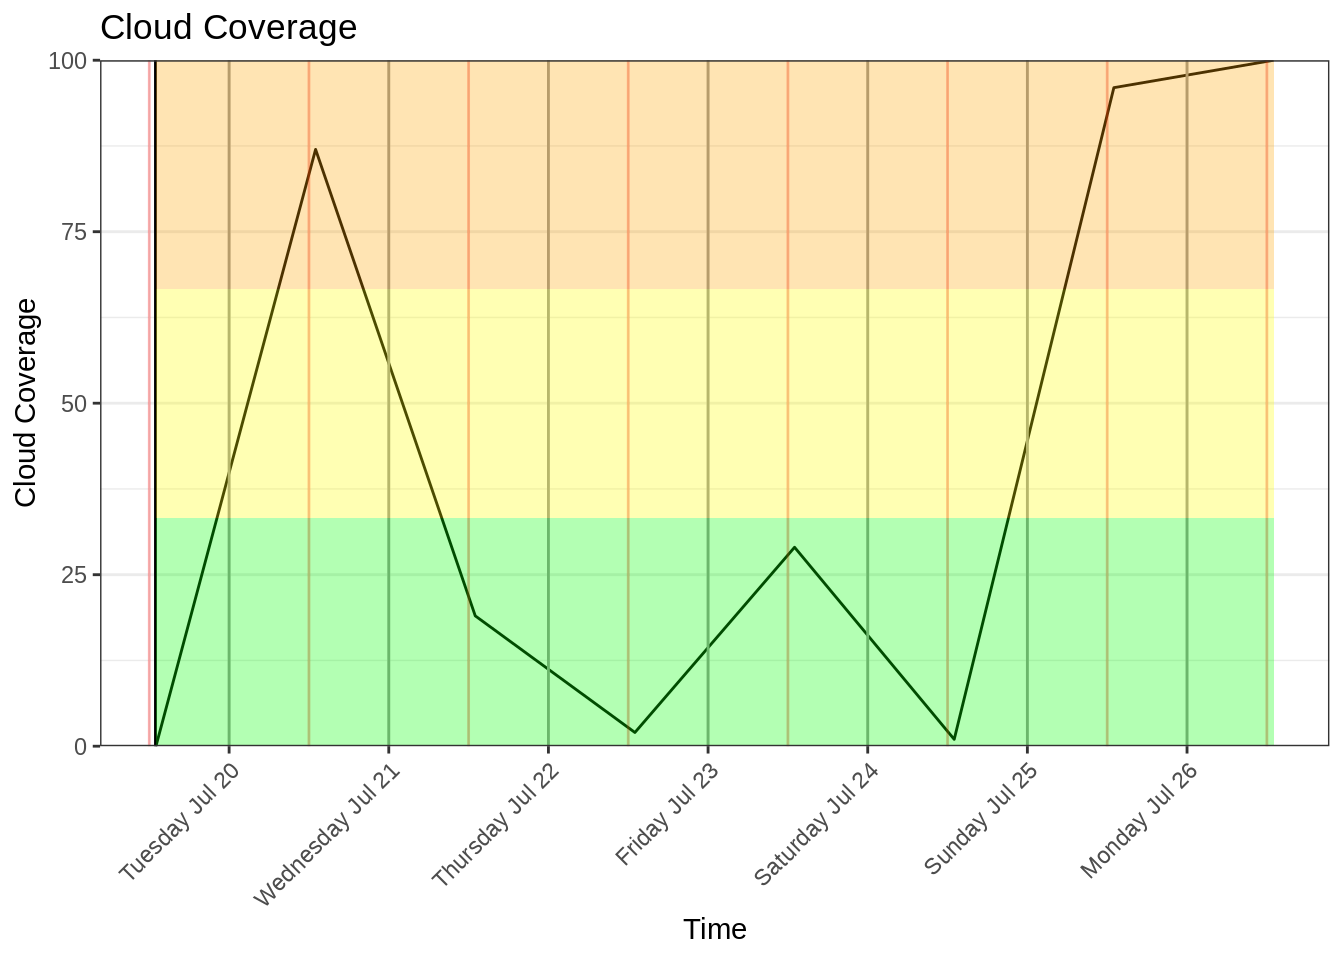 Cloud Coverage
100
75
50
25
0
Cloud Coverage
Tuesday Jul 20
Wednesday Jul 21
Thursday Jul 22
Friday Jul 23
Saturday Jul 24
Sunday Jul 25
Monday Jul 26
Time